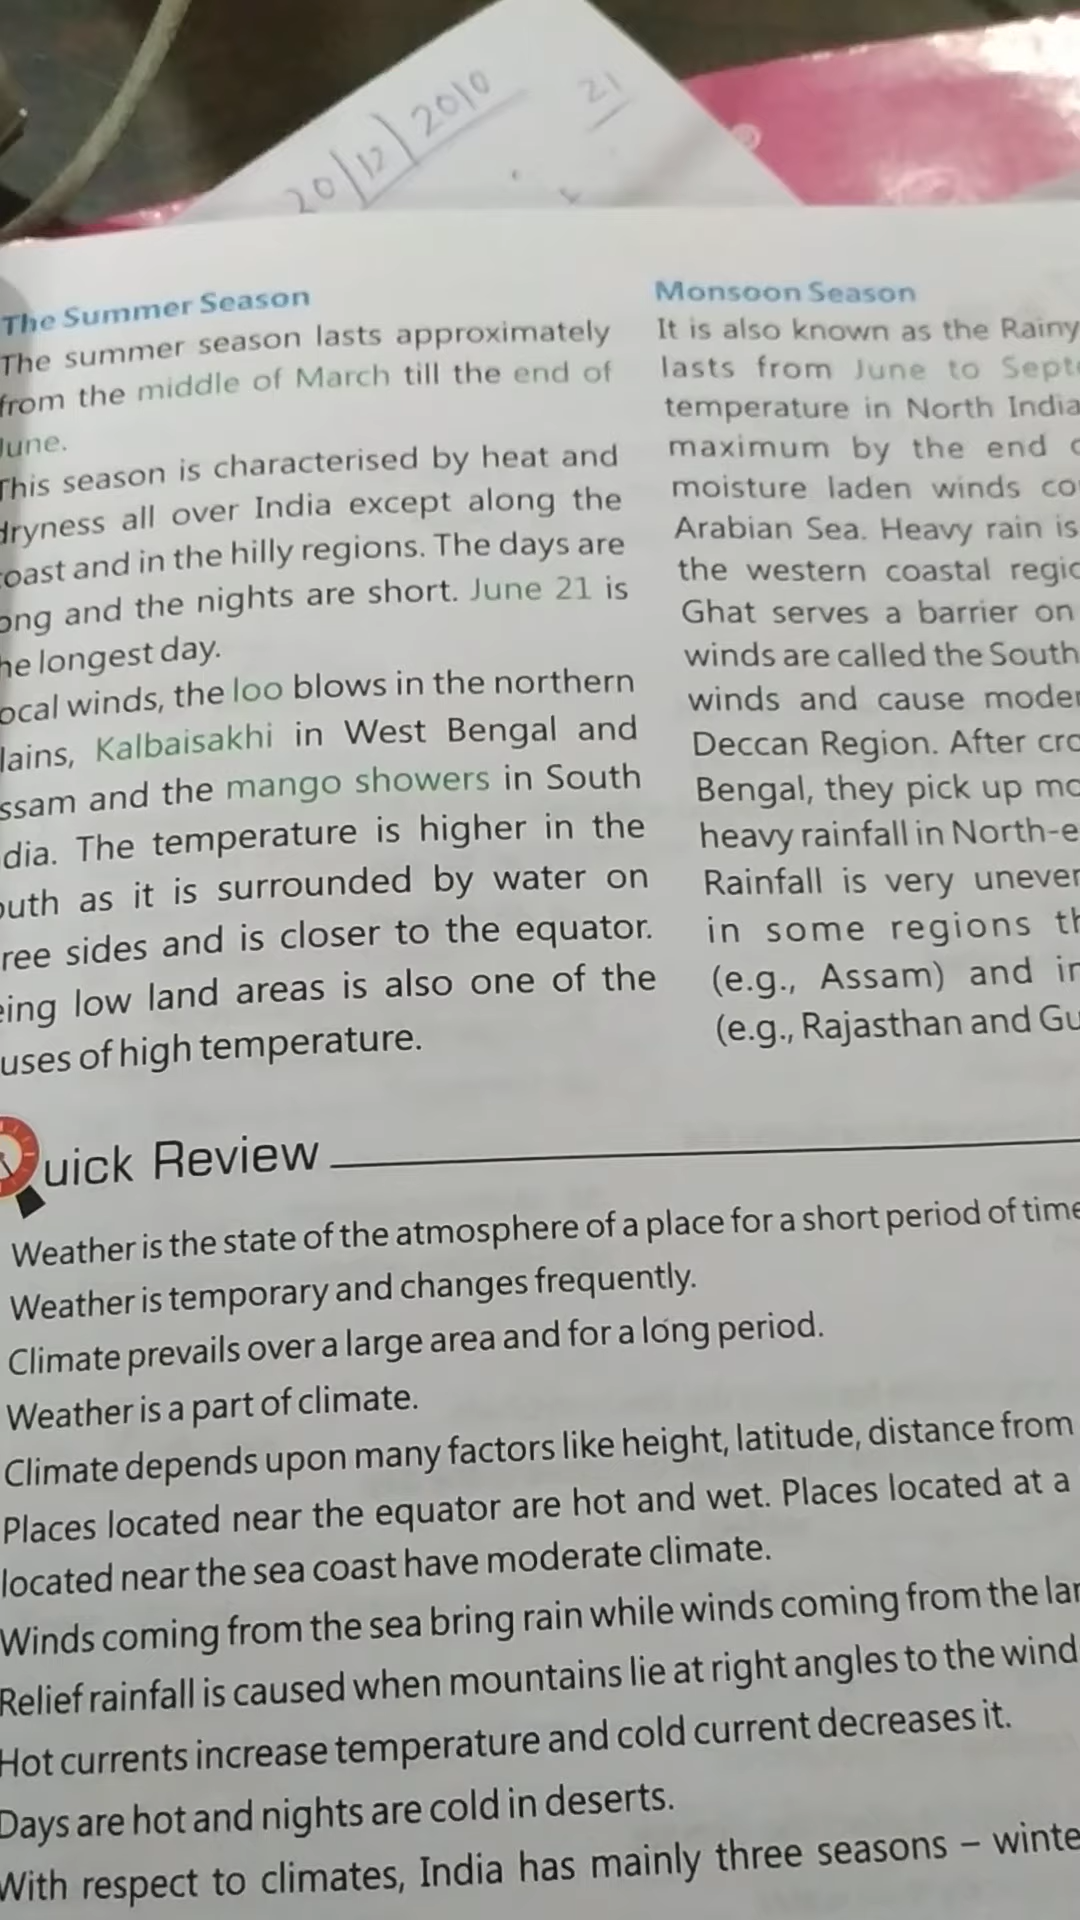 20/12/2010
21
The Summer Season
The summer season lasts approximately
from the middle of March till the end of
June.
This season is characterised by heat and
dryness all over India except along the
coast and in the hilly regions. The days are
ong and the nights are short. June 21 is
he longest day.
ocal winds, the loo blows in the northern
lains, Kalbaisakhi in West Bengal and
ssam and the mango showers in South
dia. The temperature is higher in the
outh as it is surrounded by water on
ree sides and is closer to the equator.
eing low land areas is also one of the
uses of high temperature.
Monsoon Season
It is also known as the Rainy
lasts from June to Septe
temperature in North India
maximum by the end
moisture laden winds co
Arabian Sea. Heavy rain is
the western coastal regio
Ghat serves a barrier on
winds are called the South
winds and cause moder
Deccan Region. After cro
Bengal, they pick up mo
heavy rainfall in North-e
Rainfall is very uneven
in some regions th
(e.g., Assam) and in
(e.g., Rajasthan and Gu
Quick Review
Weather is the state of the atmosphere of a place for a short period of time
Weather is temporary and changes frequently.
Climate prevails over a large area and for a long period.
Weather is a part of climate.
Climate depends upon many factors like height, latitude, distance from
Places located near the equator are hot and wet. Places located at a
located near the sea coast have moderate climate.
Winds coming from the sea bring rain while winds coming from the lan
Relief rainfall is caused when mountains lie at right angles to the wind
Hot currents increase temperature and cold current decreases it.
Days are hot and nights are cold in deserts.
With respect to climates, India has mainly three seasons – winte